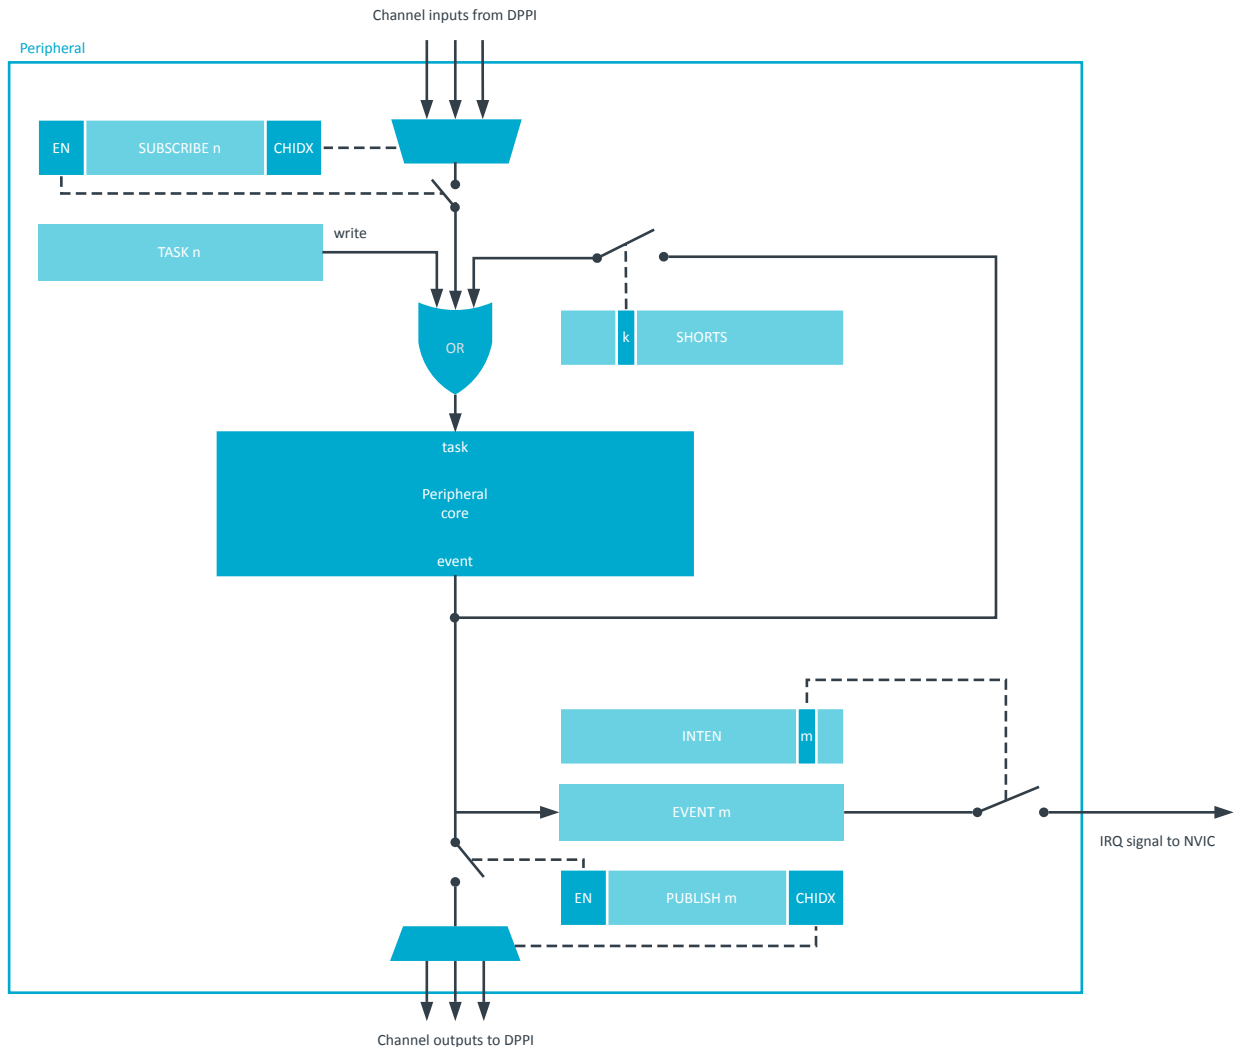 Channel inputs from DPPI
Peripheral
EN
SUBSCRIBE n
CHIDX
TASK n
write
OR
k
SHORTS
task
Peripheral
core
event
INTEN
m
EVENT m
IRQ signal to NVIC
EN
PUBLISH m
CHIDX
Channel outputs to DPPI